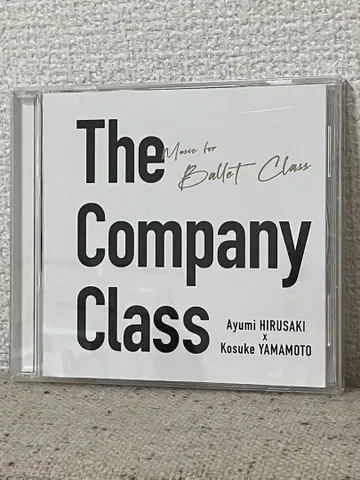 The
Music for
Ballet Class
Company
Class
Ayumi HIRUSAKI
x
Kosuke YAMAMOTO